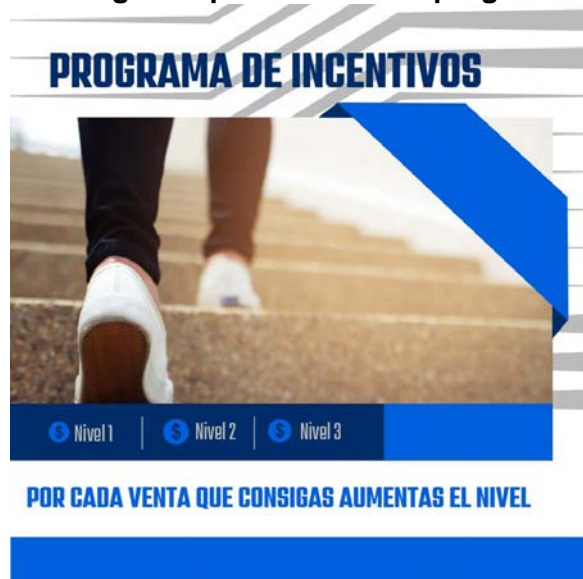 PROGRAMA DE INCENTIVOS
Nivel 1 Nivel 2 Nivel 3
POR CADA VENTA QUE CONSIGAS AUMENTAS EL NIVEL